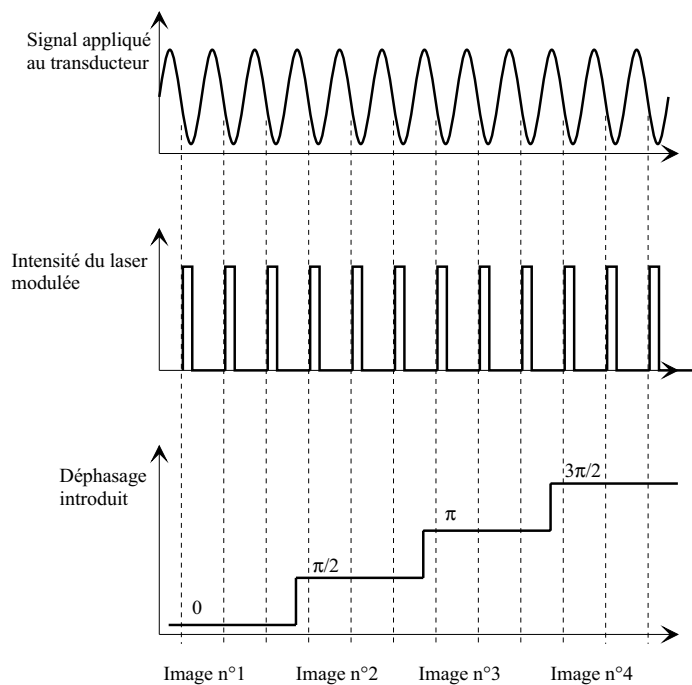 Signal appliqué
au transducteur
Intensité du laser
modulée
Déphasage
introduit
0
π/2
π
3π/2
Image n°1
Image n°2
Image n°3
Image n°4